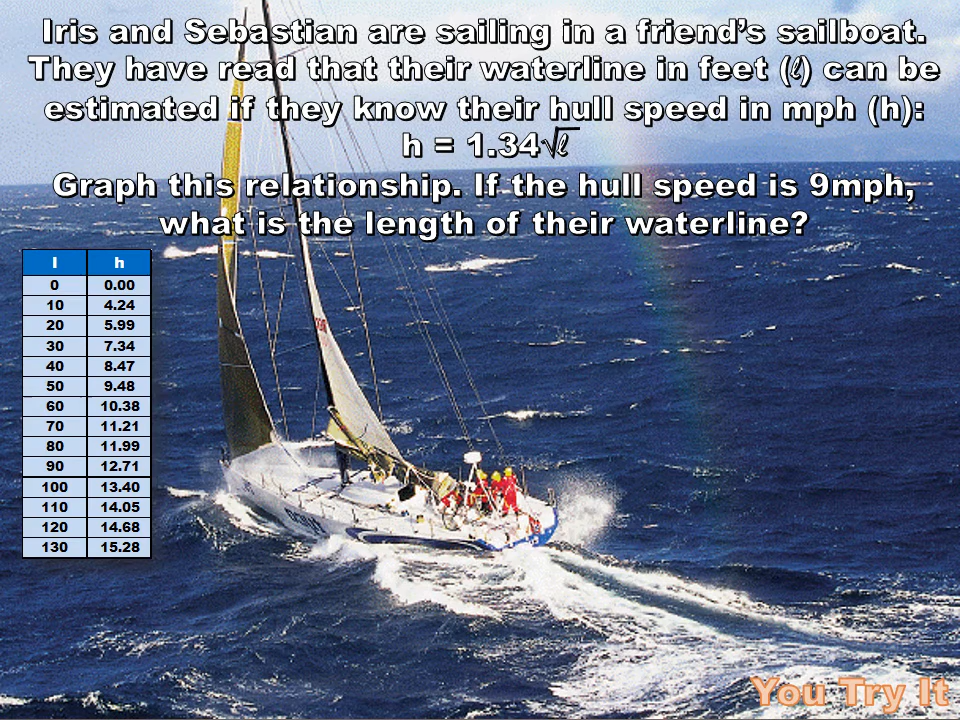 Iris and Sebastian are sailing in a friend's sailboat.
They have read that their waterline in feet (ℓ) can be
estimated if they know their hull speed in mph (h):
h = 1.34√ℓ
Graph this relationship. If the hull speed is 9mph,
what is the length of their waterline?
l h
0 0.00
10 4.24
20 5.99
30 7.34
40 8.47
50 9.48
60 10.38
70 11.21
80 11.99
90 12.71
100 13.40
110 14.05
120 14.68
130 15.28
You Try It